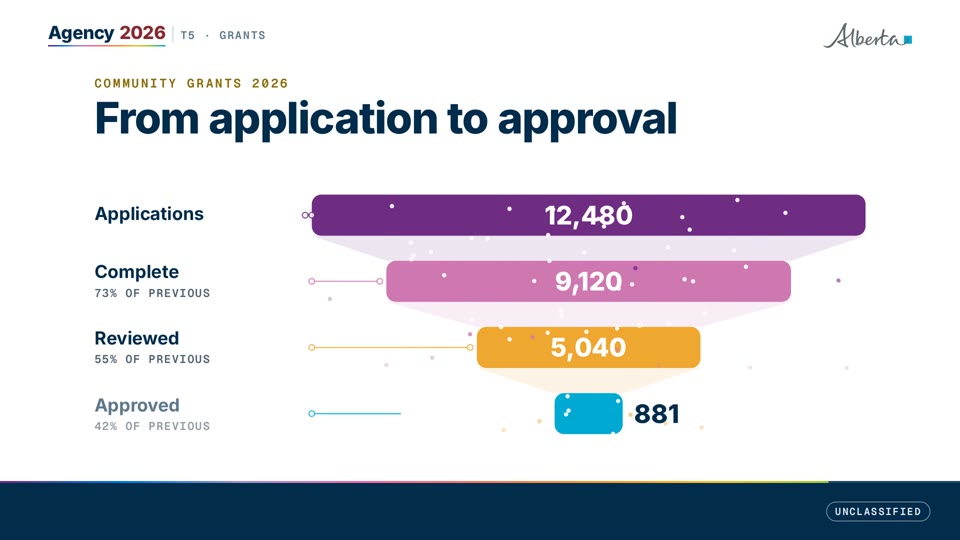 Agency 2026 T5 · GRANTS
Alberta
COMMUNITY GRANTS 2026
From application to approval
Applications
12,480
Complete
73% OF PREVIOUS
9,120
Reviewed
55% OF PREVIOUS
5,040
Approved
42% OF PREVIOUS
881
UNCLASSIFIED